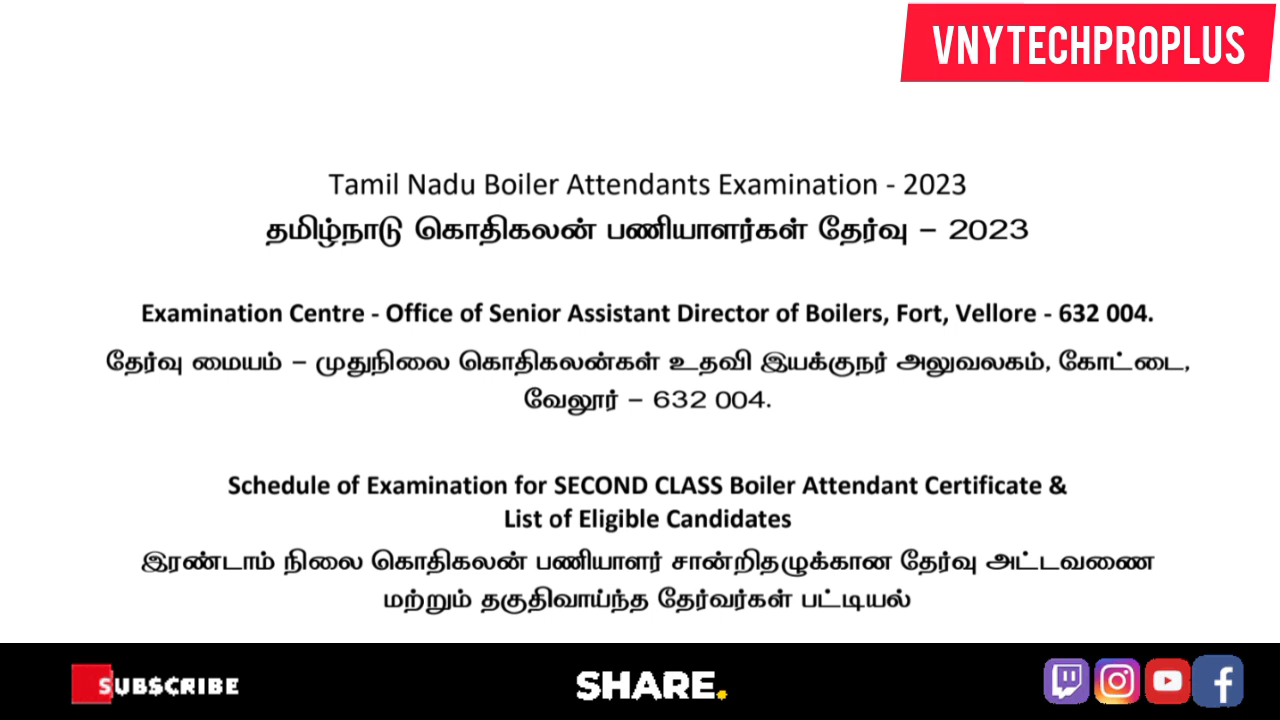 VNYTECHPROPLUS
Tamil Nadu Boiler Attendants Examination - 2023
தமிழ்நாடு கொதிகலன் பணியாளர்கள் தேர்வு – 2023
Examination Centre - Office of Senior Assistant Director of Boilers, Fort, Vellore - 632 004.
தேர்வு மையம் – முதுநிலை கொதிகலன்கள் உதவி இயக்குநர் அலுவலகம், கோட்டை,
வேலூர் – 632 004.
Schedule of Examination for SECOND CLASS Boiler Attendant Certificate &
List of Eligible Candidates
இரண்டாம் நிலை கொதிகலன் பணியாளர் சான்றிதழுக்கான தேர்வு அட்டவணை
மற்றும் தகுதிவாய்ந்த தேர்வர்கள் பட்டியல்
SUBSCRIBE
SHARE.